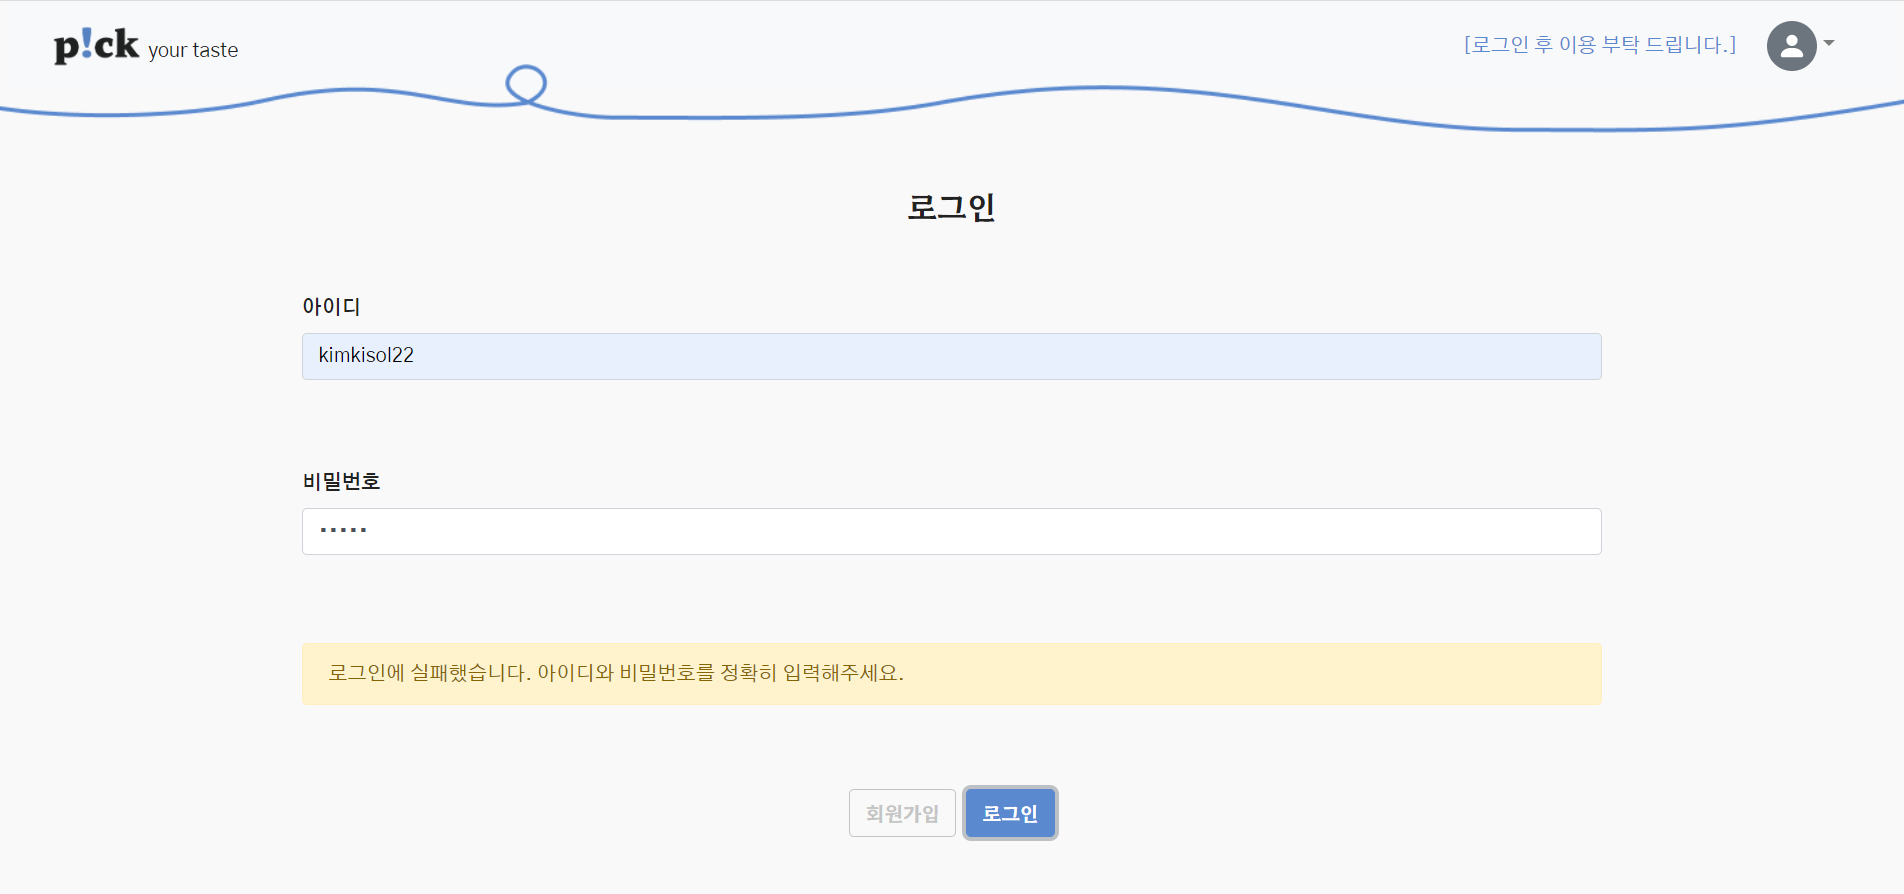 p!ck your taste
[로그인 후 이용 부탁 드립니다.]
로그인
아이디
kimkisol22
비밀번호
•••••
로그인에 실패했습니다. 아이디와 비밀번호를 정확히 입력해주세요.
회원가입 로그인